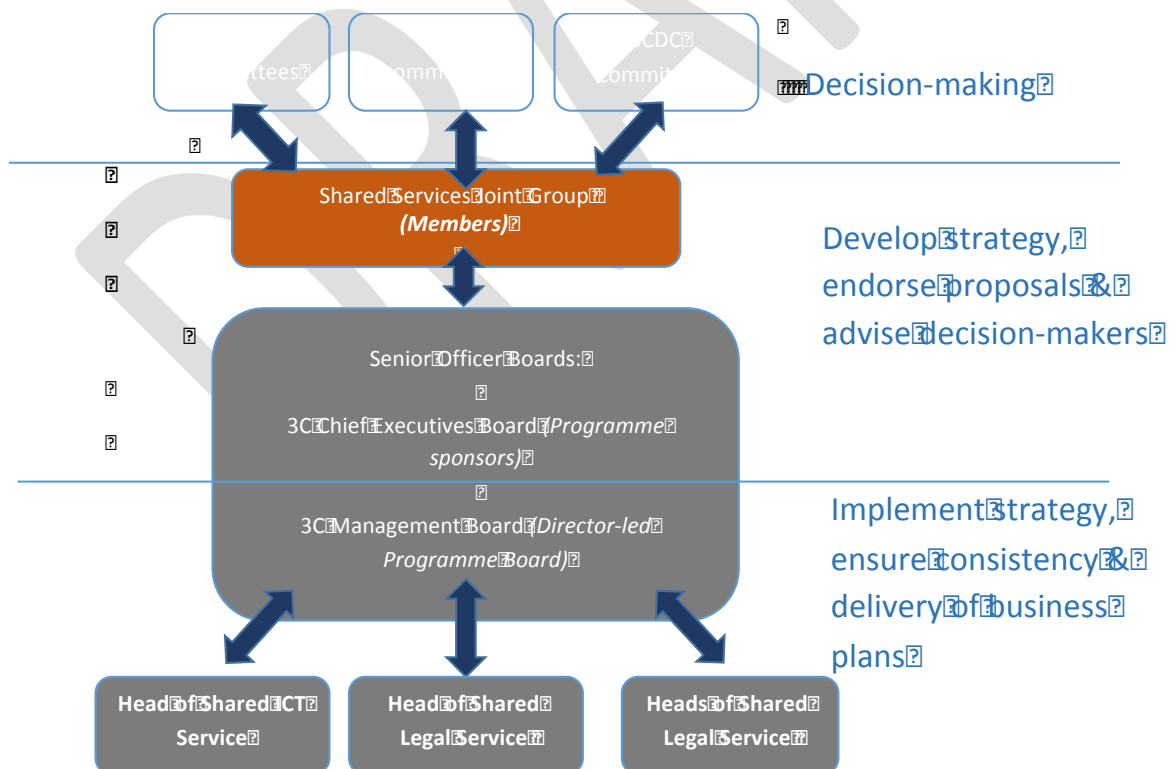 Decision-making
Shared Services Joint Group
(Members)
Develop strategy,
endorse proposals &
advise decision-makers
Senior Officer Boards:
3C Chief Executives Board (Programme
sponsors)
3C Management Board (Director-led
Programme Board)
Implement strategy,
ensure consistency &
delivery of business
plans
Head of Shared ICT
Service
Head of Shared
Legal Service
Heads of Shared
Legal Service